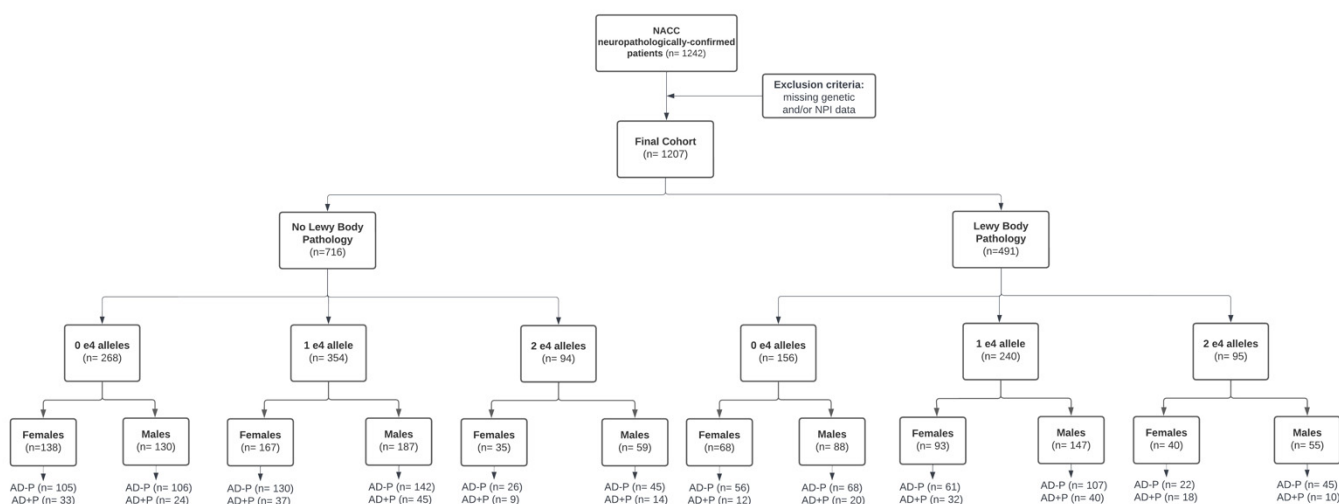 NACC
neuropathologically-confirmed
patients (n= 1242)
Exclusion criteria:
missing genetic
and/or NPI data
Final Cohort
(n= 1207)
No Lewy Body
Pathology
(n=716)
Lewy Body
Pathology
(n=491)
0 e4 alleles
(n= 268)
1 e4 allele
(n= 354)
2 e4 alleles
(n= 94)
0 e4 alleles
(n= 156)
1 e4 allele
(n= 240)
2 e4 alleles
(n= 95)
Females
(n=138)
Males
(n= 130)
Females
(n= 167)
Males
(n= 187)
Females
(n= 35)
Males
(n= 59)
Females
(n=68)
Males
(n= 88)
Females
(n= 93)
Males
(n= 147)
Females
(n= 40)
Males
(n= 55)
AD-P (n= 105)
AD+P (n= 33)
AD-P (n= 106)
AD+P (n= 24)
AD-P (n= 130)
AD+P (n= 37)
AD-P (n= 142)
AD+P (n= 45)
AD-P (n= 26)
AD+P (n= 9)
AD-P (n= 45)
AD+P (n= 14)
AD-P (n= 56)
AD+P (n= 12)
AD-P (n= 68)
AD+P (n= 20)
AD-P (n= 61)
AD+P (n= 32)
AD-P (n= 107)
AD+P (n= 40)
AD-P (n= 22)
AD+P (n= 18)
AD-P (n= 45)
AD+P (n= 10)